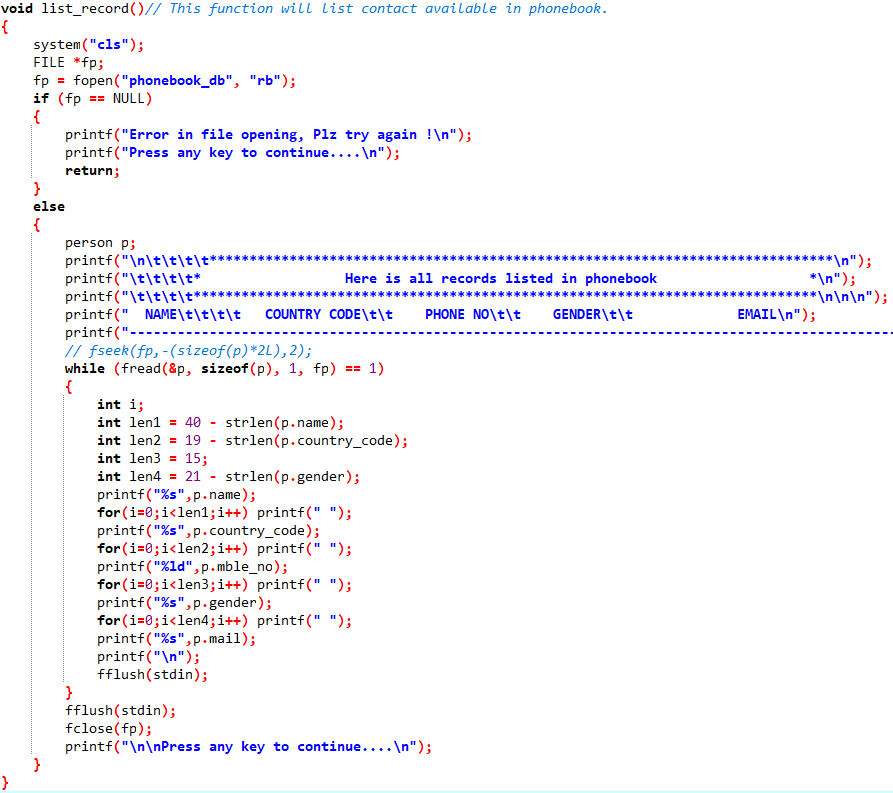 void list_record()// This function will list contact available in phonebook.
{
    system("cls");
    FILE *fp;
    fp = fopen("phonebook_db", "rb");
    if (fp == NULL)
    {
        printf("Error in file opening, Plz try again !\n");
        printf("Press any key to continue....\n");
        return;
    }
    else
    {
        person p;
        printf("\n\t\t\t\t******************************************************************************\n");
        printf("\t\t\t\t*                  Here is all records listed in phonebook                   *\n");
        printf("\t\t\t\t******************************************************************************\n\n\n");
        printf("  NAME\t\t\t\t   COUNTRY CODE\t\t    PHONE NO\t\t    GENDER\t\t             EMAIL\n");
        printf("------------------------------------------------------------------------------------------------
        // fseek(fp,-(sizeof(p)*2L),2);
        while (fread(&p, sizeof(p), 1, fp) == 1)
        {
            int i;
            int len1 = 40 - strlen(p.name);
            int len2 = 19 - strlen(p.country_code);
            int len3 = 15;
            int len4 = 21 - strlen(p.gender);
            printf("%s",p.name);
            for(i=0;i<len1;i++) printf(" ");
            printf("%s",p.country_code);
            for(i=0;i<len2;i++) printf(" ");
            printf("%ld",p.mble_no);
            for(i=0;i<len3;i++) printf(" ");
            printf("%s",p.gender);
            for(i=0;i<len4;i++) printf(" ");
            printf("%s",p.mail);
            printf("\n");
            fflush(stdin);
        }
        fflush(stdin);
        fclose(fp);
        printf("\n\nPress any key to continue....\n");
    }
}